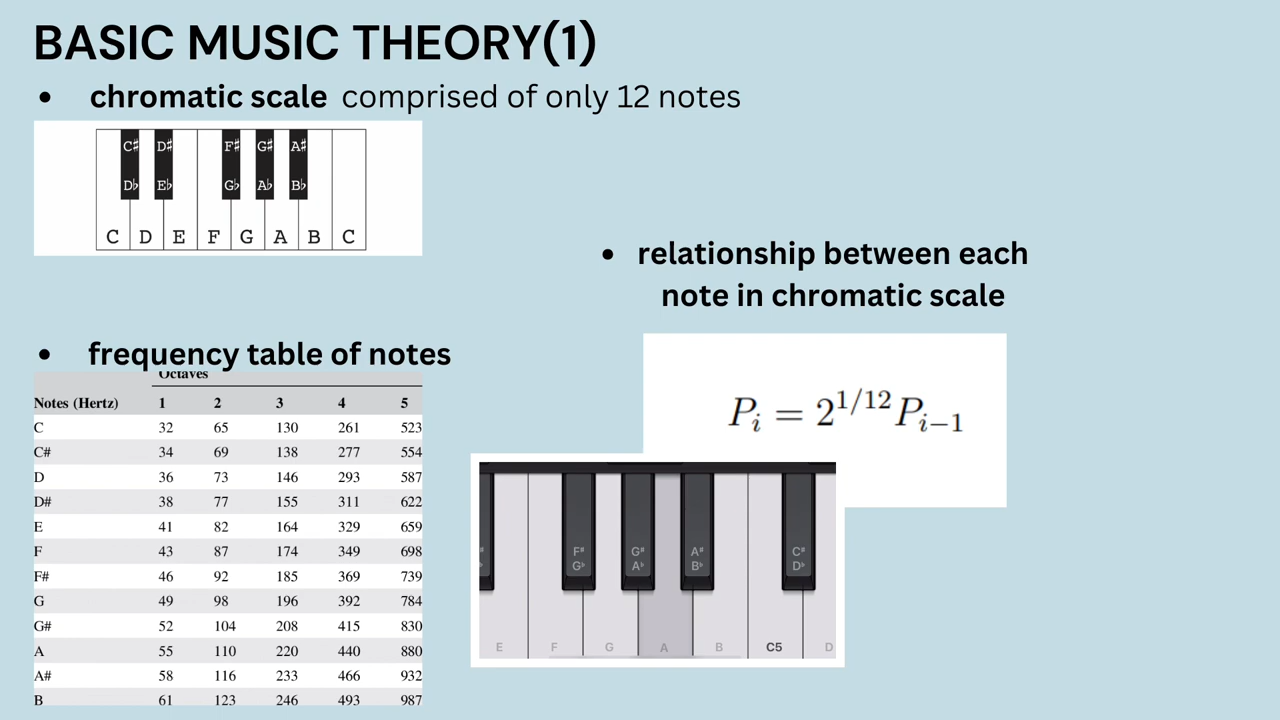 BASIC MUSIC THEORY(1)
• chromatic scale comprised of only 12 notes
C# D# F# G# A#
D♭ E♭ G♭ A♭ B♭
C D E F G A B C
• relationship between each
note in chromatic scale
P_i = 2^{1/12} P_{i−1}
• frequency table of notes
Octaves
Notes (Hertz) 1 2 3 4 5
C 32 65 130 261 523
C# 34 69 138 277 554
D 36 73 146 293 587
D# 38 77 155 311 622
E 41 82 164 329 659
F 43 87 174 349 698
F# 46 92 185 369 739
G 49 98 196 392 784
G# 52 104 208 415 830
A 55 110 220 440 880
A# 58 116 233 466 932
B 61 123 246 493 987
# F# G# A# C#
♭ G♭ A♭ B♭ D♭
E F G A B C5 D